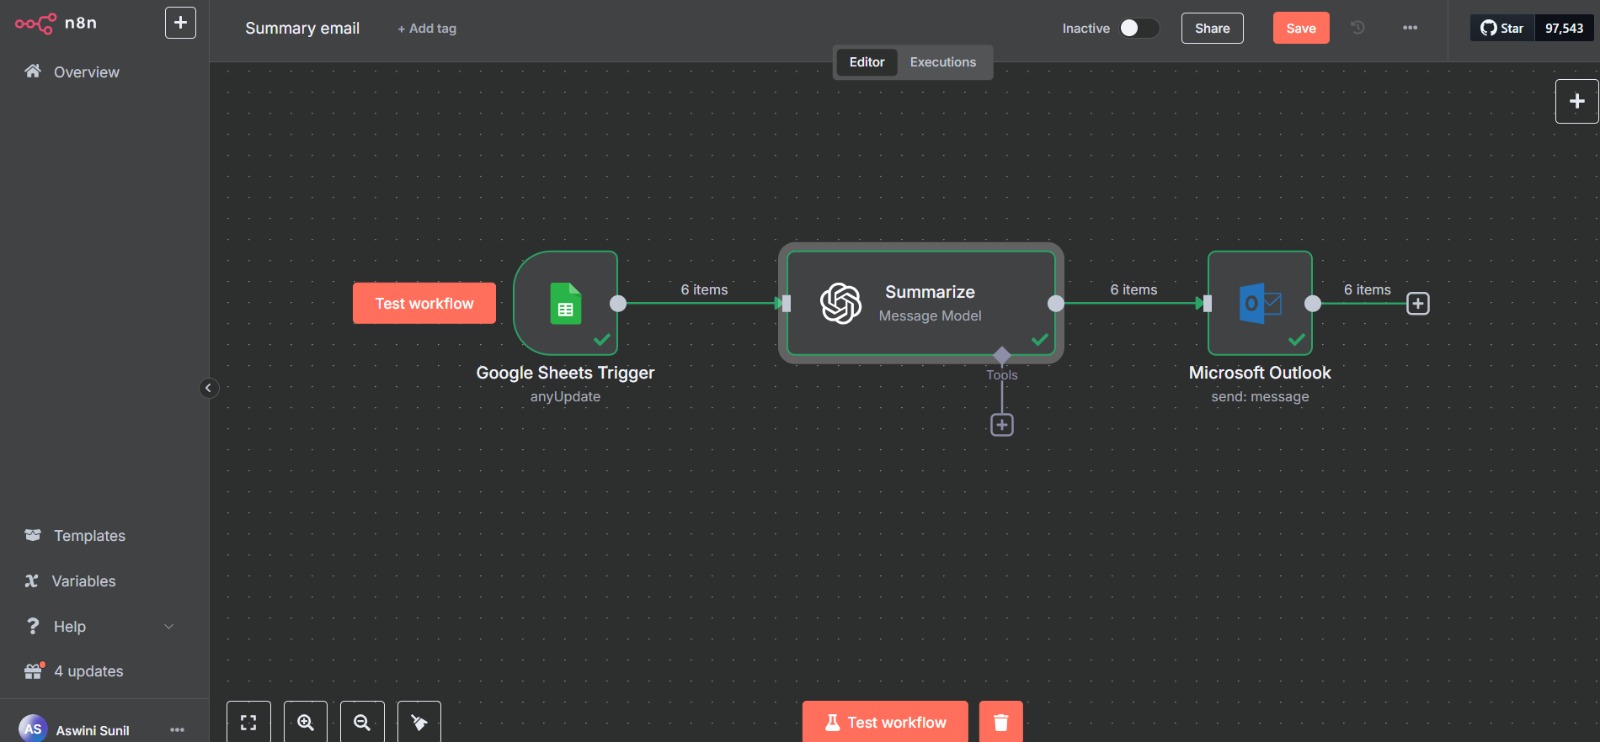 n8n
+
Summary email
+ Add tag
Inactive
Share
Save
...
Star
97,543
Editor
Executions
Overview
+
Test workflow
6 items
Summarize
Message Model
6 items
6 items
Google Sheets Trigger
anyUpdate
Tools
Microsoft Outlook
send: message
Templates
Variables
Help
4 updates
AS
Aswini Sunil
...
Test workflow